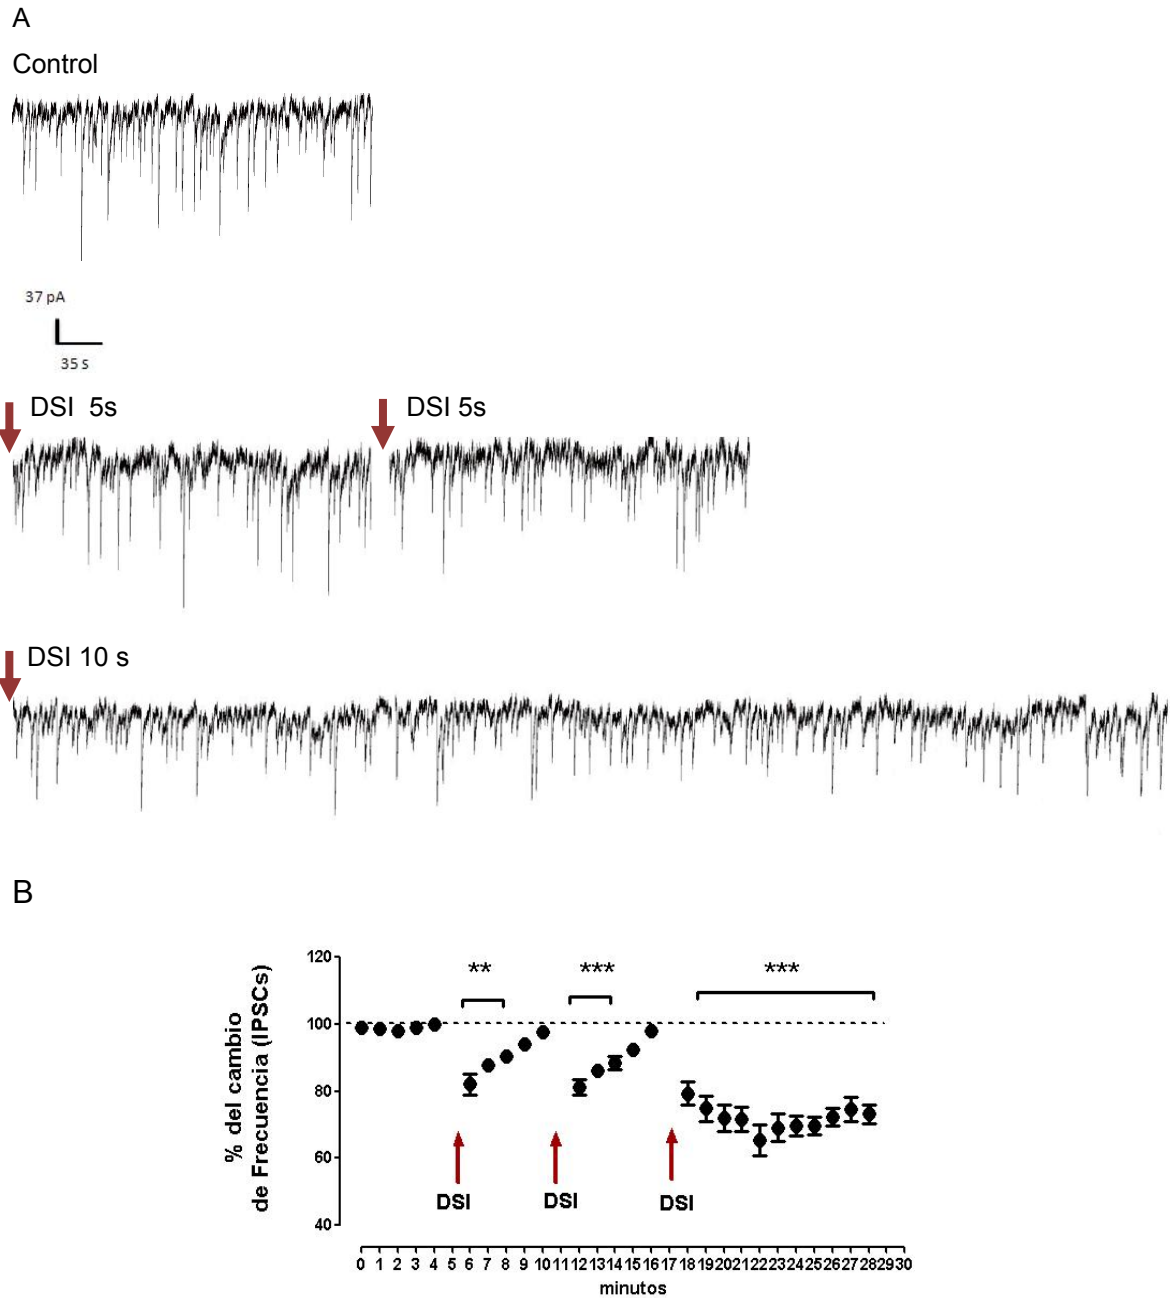 A
Control
37 pA
35 s
DSI 5s
DSI 5s
DSI 10 s
B
% del cambio
de Frecuencia (IPSCs)
120
100
80
60
40
**
***
***
DSI
DSI
DSI
0 1 2 3 4 5 6 7 8 9 10 11 12 13 14 15 16 17 18 19 20 21 22 23 24 25 26 27 28 29 30
minutos